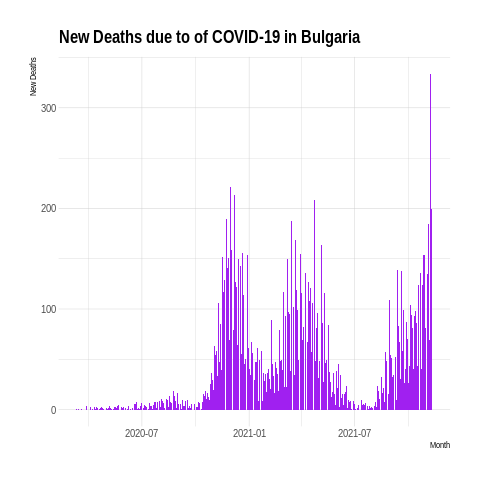 New Deaths due to of COVID-19 in Bulgaria
New Deaths
300
200
100
0
2020-07
2021-01
2021-07
Month